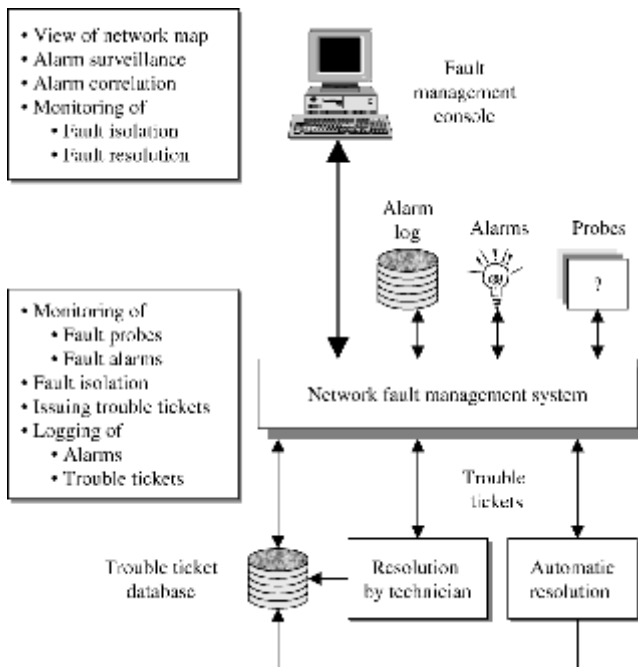 • View of network map
• Alarm surveillance
• Alarm correlation
• Monitoring of
• Fault isolation
• Fault resolution
Fault
management
console
Alarm
log
Alarms
Probes
?
• Monitoring of
• Fault probes
• Fault alarms
• Fault isolation
• Issuing trouble tickets
• Logging of
• Alarms
• Trouble tickets
Network fault management system
Trouble
tickets
Trouble ticket
database
Resolution
by technician
Automatic
resolution